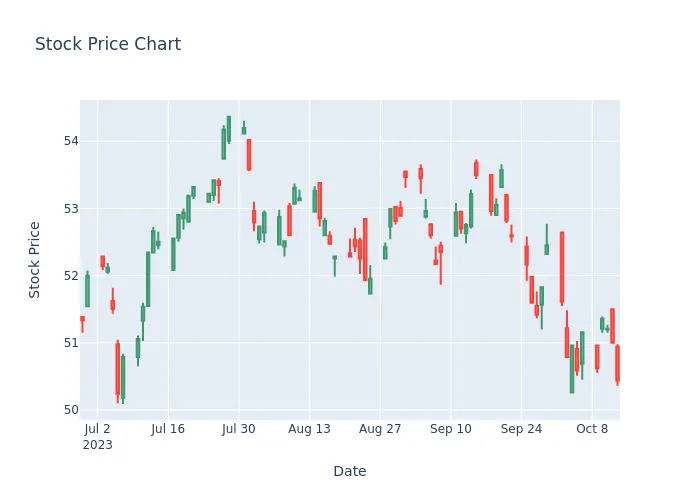 Stock Price Chart
Stock Price
54
53
52
51
50
Jul 2
2023
Jul 16
Jul 30
Aug 13
Aug 27
Sep 10
Sep 24
Oct 8
Date